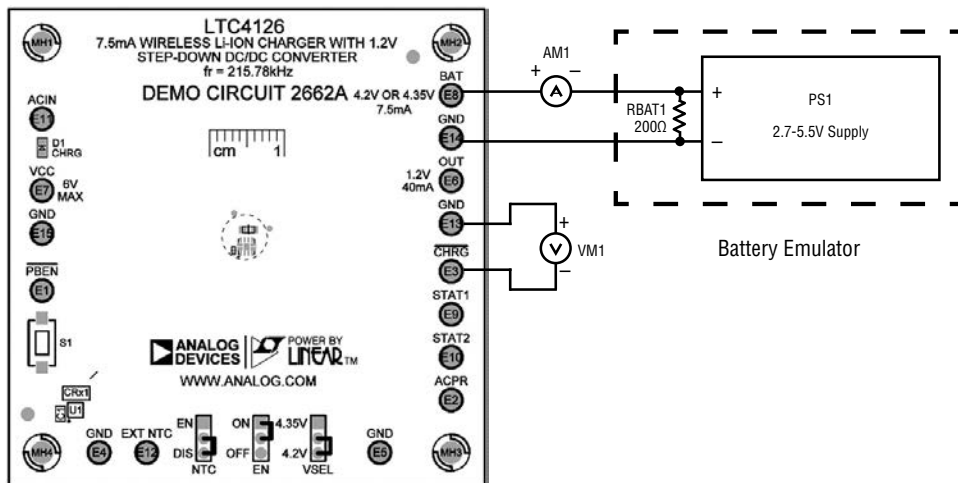 LTC4126
7.5mA WIRELESS Li-ION CHARGER WITH 1.2V
STEP-DOWN DC/DC CONVERTER
fr = 215.78kHz
DEMO CIRCUIT 2662A
MH1
MH2
ACIN
E11
D1
CHRG
VCC
E7
6V
MAX
GND
E15
PBEN
E1
S1
cm 1
BAT
4.2V OR 4.35V
7.5mA
E8
GND
E14
OUT
1.2V
40mA
E6
GND
E13
CHRG
E3
STAT1
E9
STAT2
E10
ACPR
E2
ANALOG
DEVICES
POWER BY
LINEAR TM
WWW.ANALOG.COM
CRx1
U1
MH4
GND
E4
EXT NTC
E12
EN
DIS
NTC
ON
OFF
EN
4.35V
4.2V
VSEL
GND
E5
MH3
AM1
+ −
A
RBAT1
200Ω
+
−
PS1
2.7-5.5V Supply
+
V
VM1
−
Battery Emulator